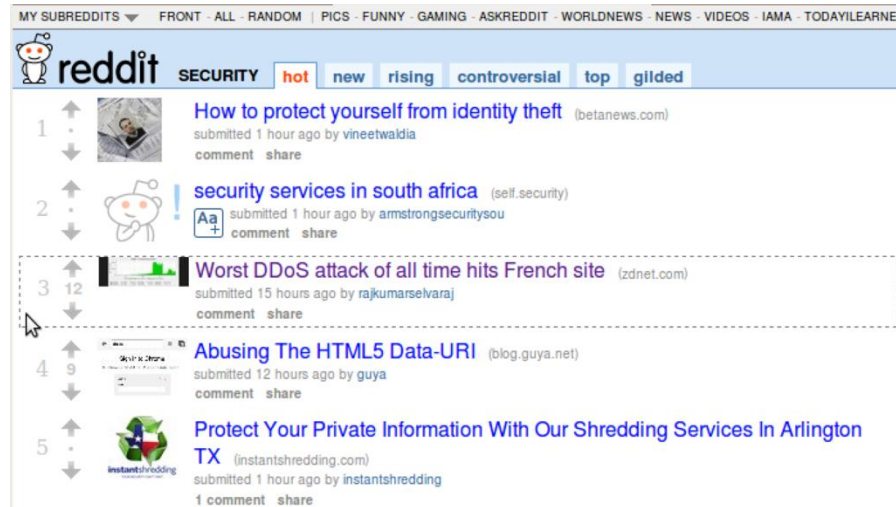 MY SUBREDDITS FRONT - ALL - RANDOM | PICS - FUNNY - GAMING - ASKREDDIT - WORLDNEWS - NEWS - VIDEOS - IAMA - TODAYILEARNE
reddit SECURITY hot new rising controversial top gilded
1
How to protect yourself from identity theft (betanews.com)
submitted 1 hour ago by vineetwaldia
comment share
2
security services in south africa (self.security)
Aa+ submitted 1 hour ago by armstrongsecuritysou
comment share
3 12
Worst DDoS attack of all time hits French site (zdnet.com)
submitted 15 hours ago by rajkumarselvaraj
comment share
4 9
Abusing The HTML5 Data-URI (blog.guya.net)
submitted 12 hours ago by guya
comment share
5
instantshredding
Protect Your Private Information With Our Shredding Services In Arlington
TX (instantshredding.com)
submitted 1 hour ago by instantshredding
1 comment share